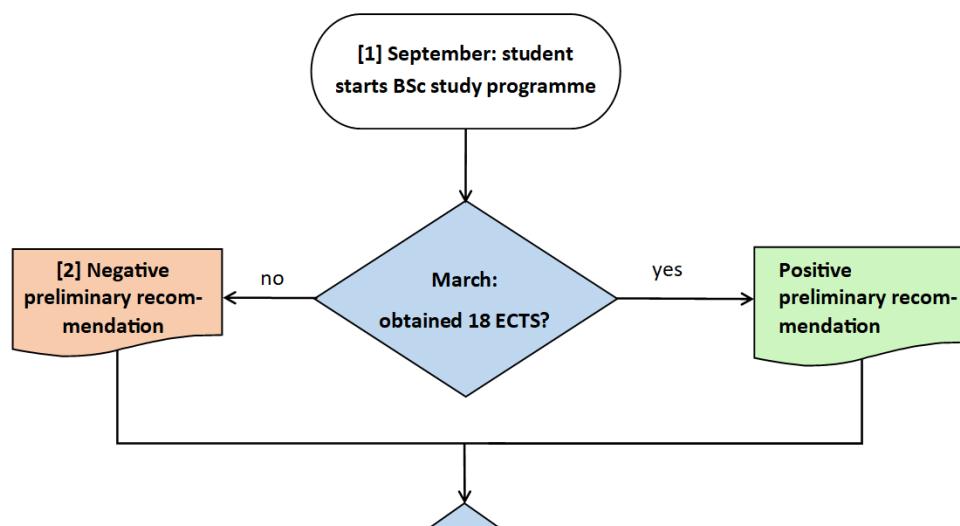 [1] September: student
starts BSc study programme
[2] Negative
preliminary recom-
mendation
no
March:
obtained 18 ECTS?
yes
Positive
preliminary recom-
mendation